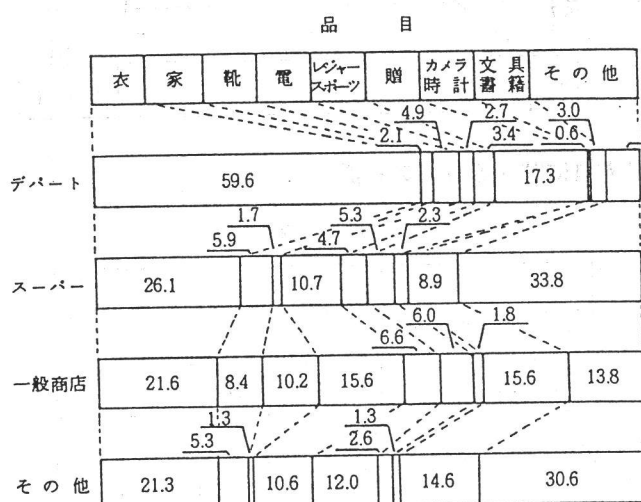 品 目
衣 家 靴 電 レジャースポーツ 贈 カメラ時計 文具書籍 その他
4.9 2.7 3.0
2.1 3.4 0.6
デパート 59.6 17.3
1.7 5.3 2.3
5.9 4.7
スーパー 26.1 10.7 8.9 33.8
6.0 1.8
6.6
一般商店 21.6 8.4 10.2 15.6 15.6 13.8
1.3 1.3
5.3 2.6
その他 21.3 10.6 12.0 14.6 30.6